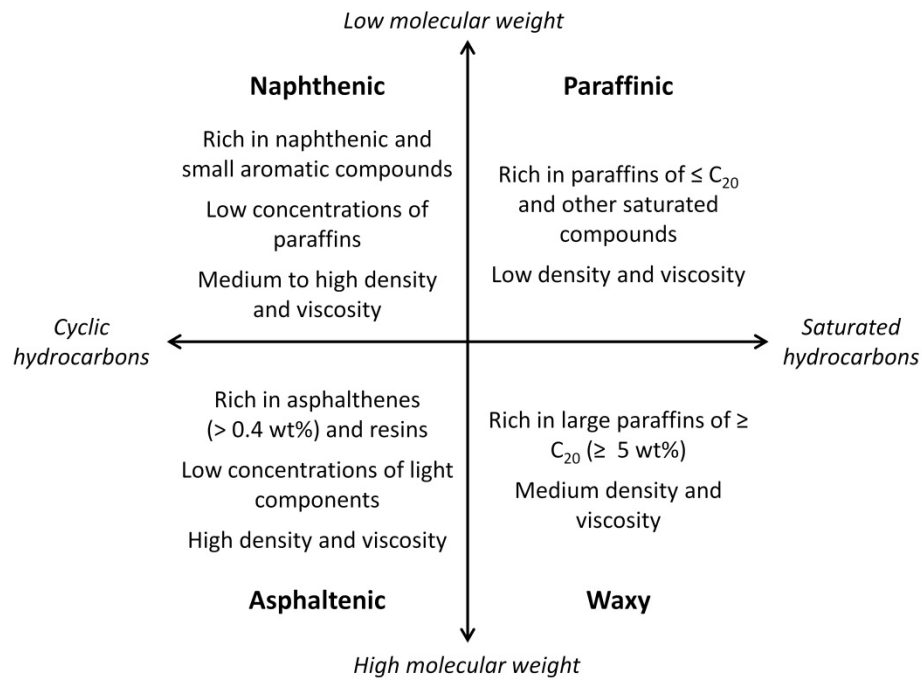 Low molecular weight
Naphthenic
Rich in naphthenic and
small aromatic compounds
Low concentrations of
paraffins
Medium to high density
and viscosity
Paraffinic
Rich in paraffins of ≤ C₂₀
and other saturated
compounds
Low density and viscosity
Cyclic
hydrocarbons
Saturated
hydrocarbons
Rich in asphalthenes
(> 0.4 wt%) and resins
Low concentrations of light
components
High density and viscosity
Asphaltenic
Rich in large paraffins of ≥
C₂₀ (≥ 5 wt%)
Medium density and
viscosity
Waxy
High molecular weight